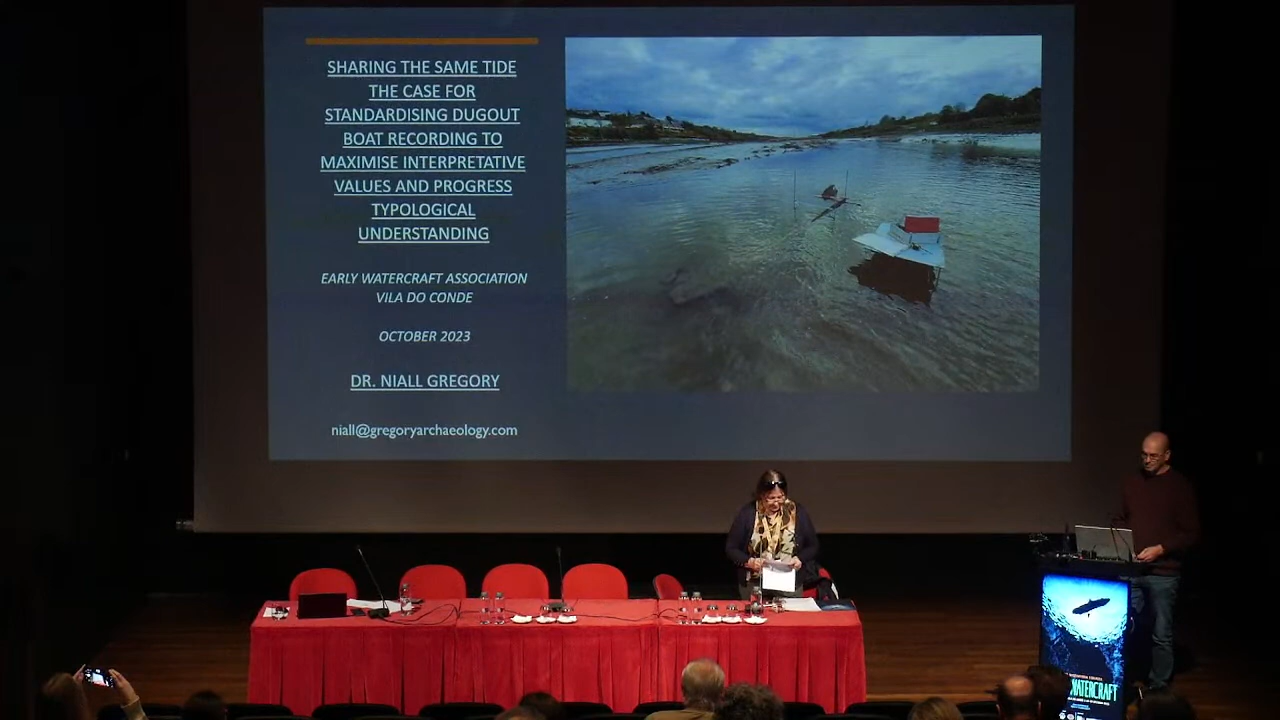 SHARING THE SAME TIDE
THE CASE FOR
STANDARDISING DUGOUT
BOAT RECORDING TO
MAXIMISE INTERPRETATIVE
VALUES AND PROGRESS
TYPOLOGICAL
UNDERSTANDING
EARLY WATERCRAFT ASSOCIATION
VILA DO CONDE
OCTOBER 2023
DR. NIALL GREGORY
niall@gregoryarchaeology.com
WATERCRAFT